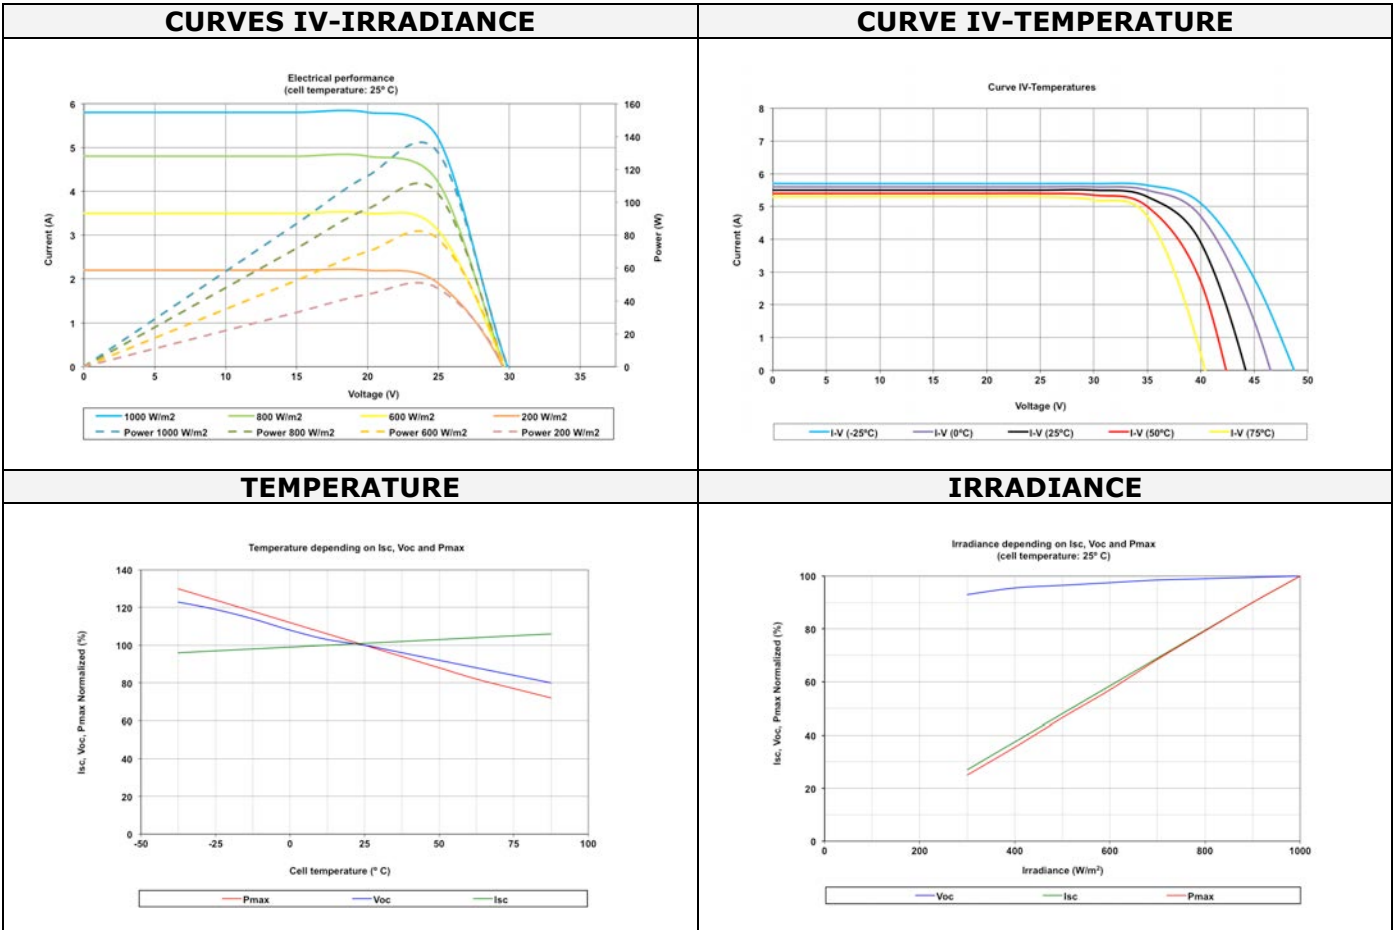 CURVES IV-IRRADIANCE
CURVE IV-TEMPERATURE
Electrical performance
(cell temperature: 25º C)
6
5
4
3
2
1
0
Current (A)
160
140
120
100
80
60
40
20
0
Power (W)
0 5 10 15 20 25 30 35
Voltage (V)
1000 W/m2 800 W/m2 600 W/m2 200 W/m2
Power 1000 W/m2 Power 800 W/m2 Power 600 W/m2 Power 200 W/m2
Curve IV-Temperatures
8
7
6
5
4
3
2
1
0
Current (A)
0 5 10 15 20 25 30 35 40 45 50
Voltage (V)
I-V (-25ºC) I-V (0ºC) I-V (25ºC) I-V (50ºC) I-V (75ºC)
TEMPERATURE
IRRADIANCE
Temperature depending on Isc, Voc and Pmax
140
120
100
80
60
40
20
0
Isc, Voc, Pmax Normalized (%)
-50 -25 0 25 50 75 100
Cell temperature (º C)
Pmax Voc Isc
Irradiance depending on Isc, Voc and Pmax
(cell temperature: 25º C)
100
80
60
40
20
0
Isc, Voc, Pmax Normalized (%)
0 200 400 600 800 1000
Irradiance (W/m²)
Voc Isc Pmax